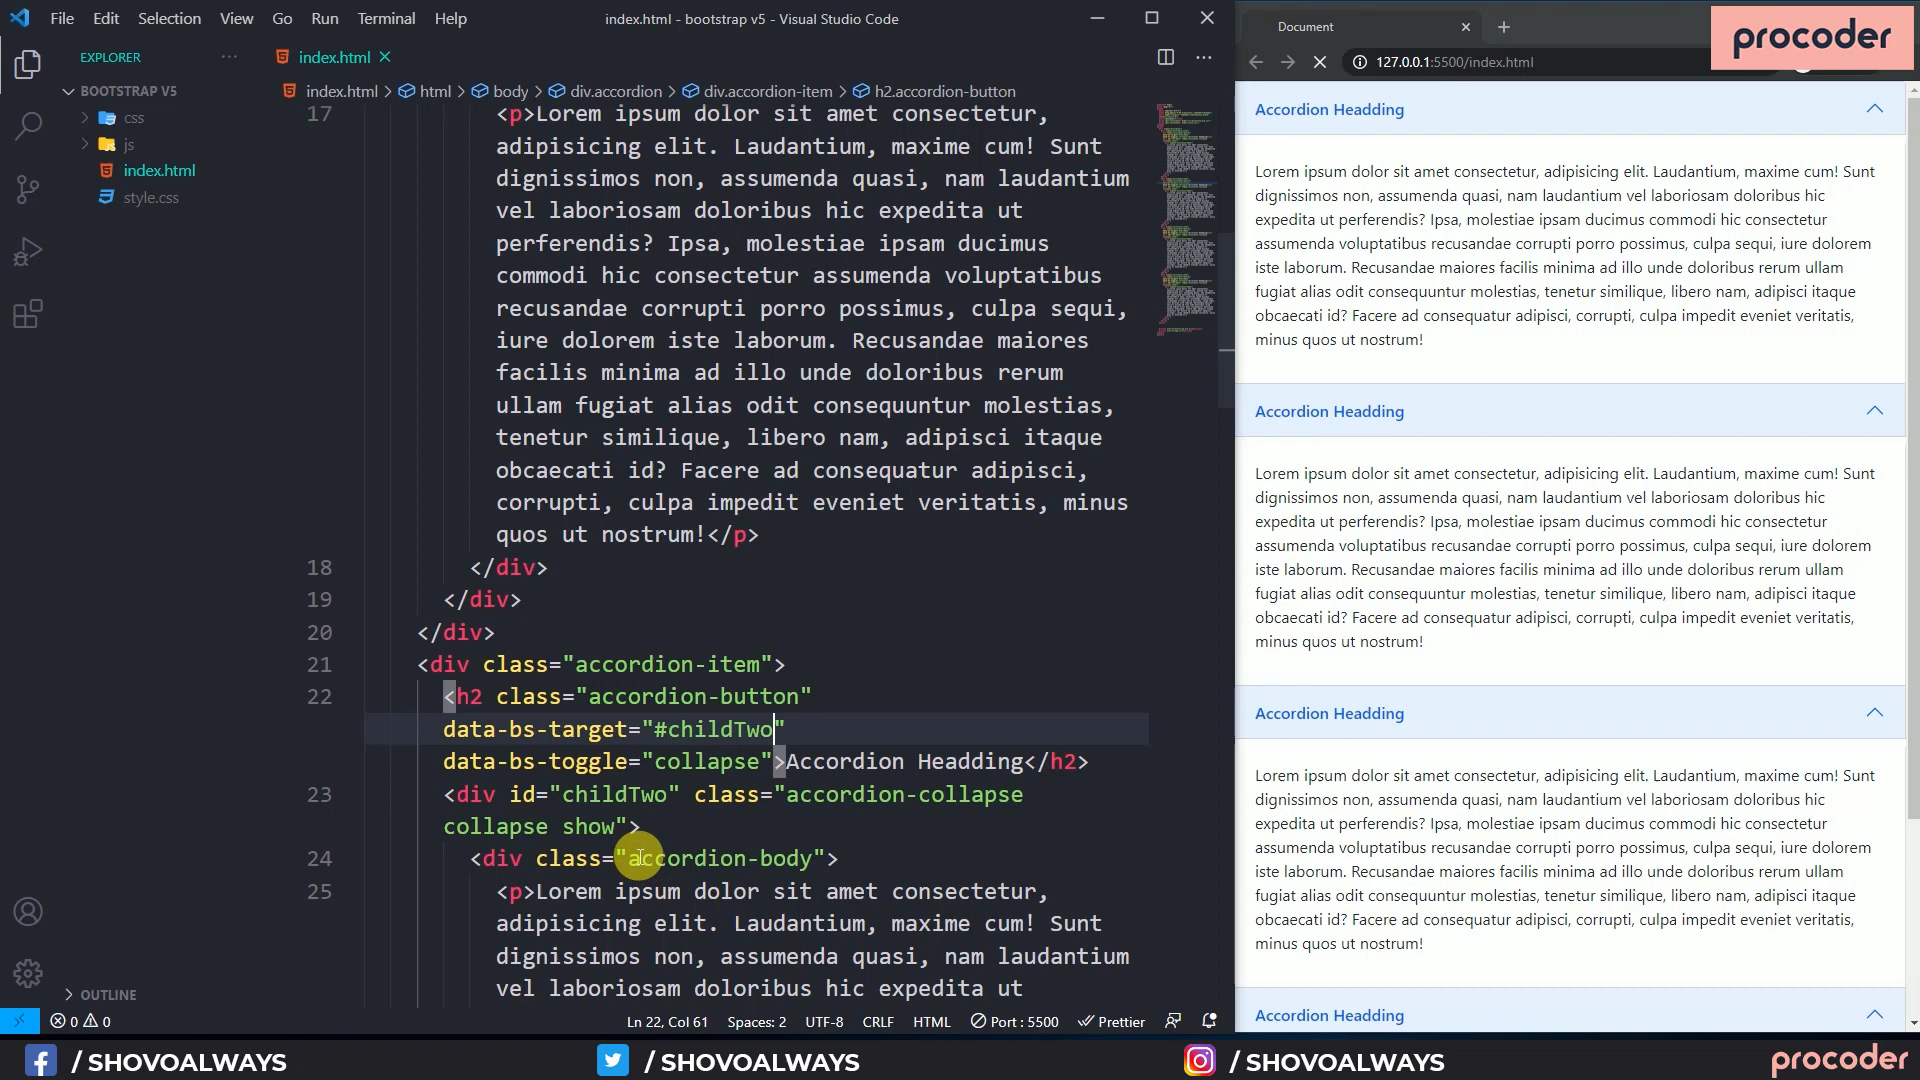 File Edit Selection View Go Run Terminal Help
index.html - bootstrap v5 - Visual Studio Code
EXPLORER
BOOTSTRAP V5
css
js
index.html
style.css
OUTLINE
index.html
index.html > html > body > div.accordion > div.accordion-item > h2.accordion-button
17 <p>Lorem ipsum dolor sit amet consectetur,
adipisicing elit. Laudantium, maxime cum! Sunt
dignissimos non, assumenda quasi, nam laudantium
vel laboriosam doloribus hic expedita ut
perferendis? Ipsa, molestiae ipsam ducimus
commodi hic consectetur assumenda voluptatibus
recusandae corrupti porro possimus, culpa sequi,
iure dolorem iste laborum. Recusandae maiores
facilis minima ad illo unde doloribus rerum
ullam fugiat alias odit consequuntur molestias,
tenetur similique, libero nam, adipisci itaque
obcaecati id? Facere ad consequatur adipisci,
corrupti, culpa impedit eveniet veritatis, minus
quos ut nostrum!</p>
18 </div>
19 </div>
20 </div>
21 <div class="accordion-item">
22 <h2 class="accordion-button"
data-bs-target="#childTwo"
data-bs-toggle="collapse">Accordion Headding</h2>
23 <div id="childTwo" class="accordion-collapse
collapse show">
24 <div class="accordion-body">
25 <p>Lorem ipsum dolor sit amet consectetur,
adipisicing elit. Laudantium, maxime cum! Sunt
dignissimos non, assumenda quasi, nam laudantium
vel laboriosam doloribus hic expedita ut
0 0
Ln 22, Col 61 Spaces: 2 UTF-8 CRLF HTML Port : 5500 Prettier
Document
127.0.0.1:5500/index.html
procoder
Accordion Headding
Lorem ipsum dolor sit amet consectetur, adipisicing elit. Laudantium, maxime cum! Sunt
dignissimos non, assumenda quasi, nam laudantium vel laboriosam doloribus hic
expedita ut perferendis? Ipsa, molestiae ipsam ducimus commodi hic consectetur
assumenda voluptatibus recusandae corrupti porro possimus, culpa sequi, iure dolorem
iste laborum. Recusandae maiores facilis minima ad illo unde doloribus rerum ullam
fugiat alias odit consequuntur molestias, tenetur similique, libero nam, adipisci itaque
obcaecati id? Facere ad consequatur adipisci, corrupti, culpa impedit eveniet veritatis,
minus quos ut nostrum!
Accordion Headding
Lorem ipsum dolor sit amet consectetur, adipisicing elit. Laudantium, maxime cum! Sunt
dignissimos non, assumenda quasi, nam laudantium vel laboriosam doloribus hic
expedita ut perferendis? Ipsa, molestiae ipsam ducimus commodi hic consectetur
assumenda voluptatibus recusandae corrupti porro possimus, culpa sequi, iure dolorem
iste laborum. Recusandae maiores facilis minima ad illo unde doloribus rerum ullam
fugiat alias odit consequuntur molestias, tenetur similique, libero nam, adipisci itaque
obcaecati id? Facere ad consequatur adipisci, corrupti, culpa impedit eveniet veritatis,
minus quos ut nostrum!
Accordion Headding
Lorem ipsum dolor sit amet consectetur, adipisicing elit. Laudantium, maxime cum! Sunt
dignissimos non, assumenda quasi, nam laudantium vel laboriosam doloribus hic
expedita ut perferendis? Ipsa, molestiae ipsam ducimus commodi hic consectetur
assumenda voluptatibus recusandae corrupti porro possimus, culpa sequi, iure dolorem
iste laborum. Recusandae maiores facilis minima ad illo unde doloribus rerum ullam
fugiat alias odit consequuntur molestias, tenetur similique, libero nam, adipisci itaque
obcaecati id? Facere ad consequatur adipisci, corrupti, culpa impedit eveniet veritatis,
minus quos ut nostrum!
Accordion Headding
/ SHOVOALWAYS / SHOVOALWAYS / SHOVOALWAYS
procoder